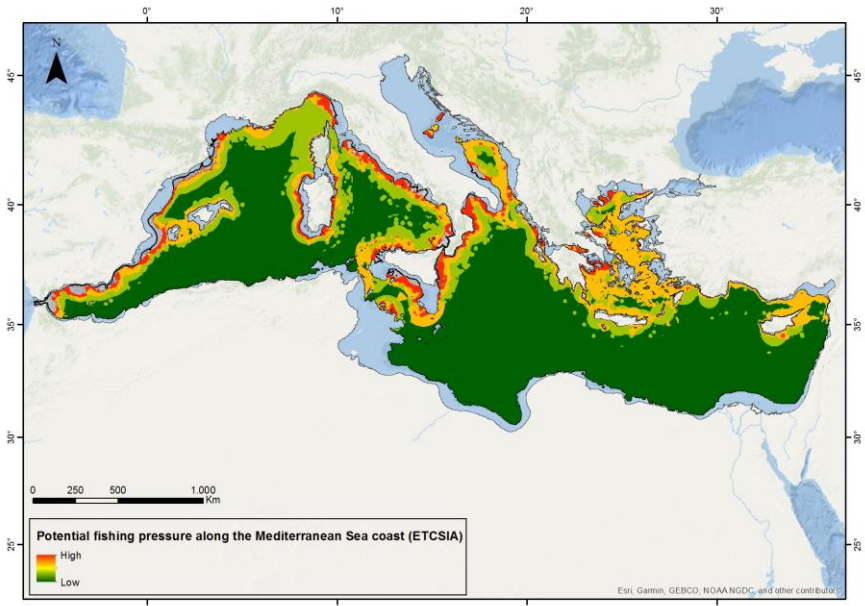 0° 10° 20° 30°
N
45° 45°
40° 40°
35° 35°
30° 30°
25° 25°
0 250 500 1.000
Km
Potential fishing pressure along the Mediterranean Sea coast (ETCSIA)
High
Low
Esri, Garmin, GEBCO, NOAA NGDC, and other contributors
0° 10° 20° 30°